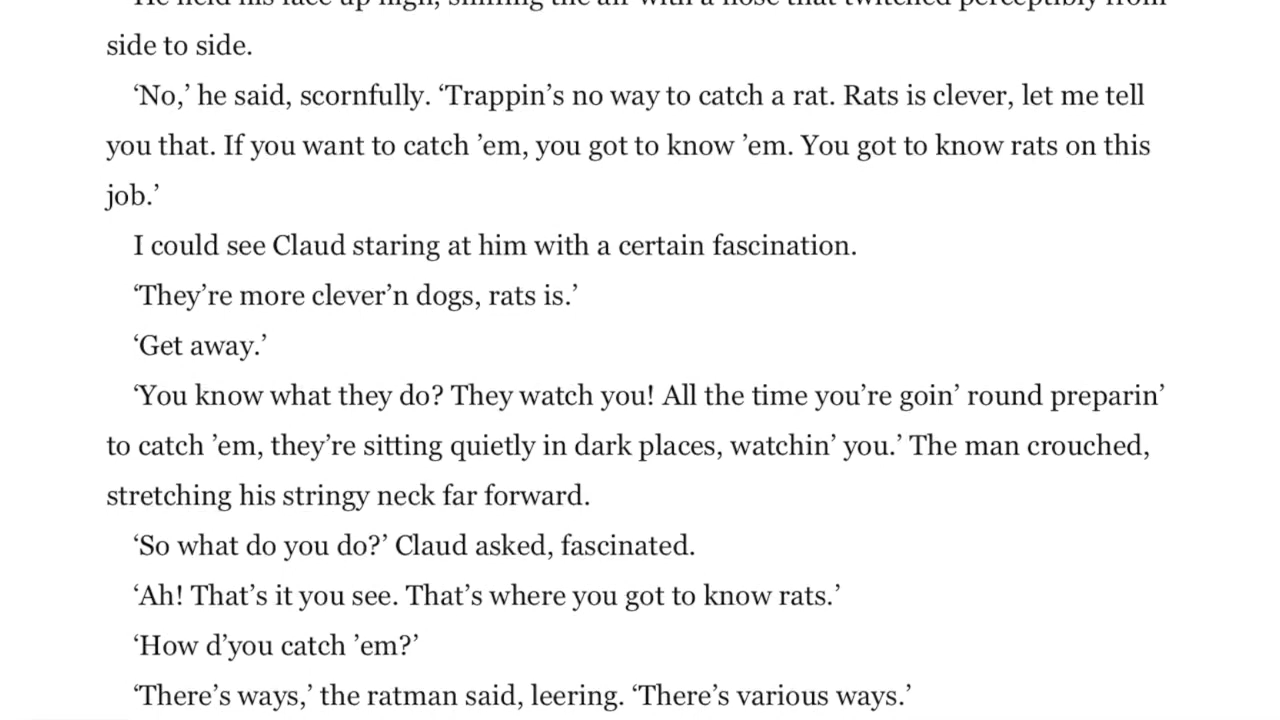 side to side.
‘No,’ he said, scornfully. ‘Trappin’s no way to catch a rat. Rats is clever, let me tell
you that. If you want to catch ’em, you got to know ’em. You got to know rats on this
job.’
I could see Claud staring at him with a certain fascination.
‘They’re more clever’n dogs, rats is.’
‘Get away.’
‘You know what they do? They watch you! All the time you’re goin’ round preparin’
to catch ’em, they’re sitting quietly in dark places, watchin’ you.’ The man crouched,
stretching his stringy neck far forward.
‘So what do you do?’ Claud asked, fascinated.
‘Ah! That’s it you see. That’s where you got to know rats.’
‘How d’you catch ’em?’
‘There’s ways,’ the ratman said, leering. ‘There’s various ways.’